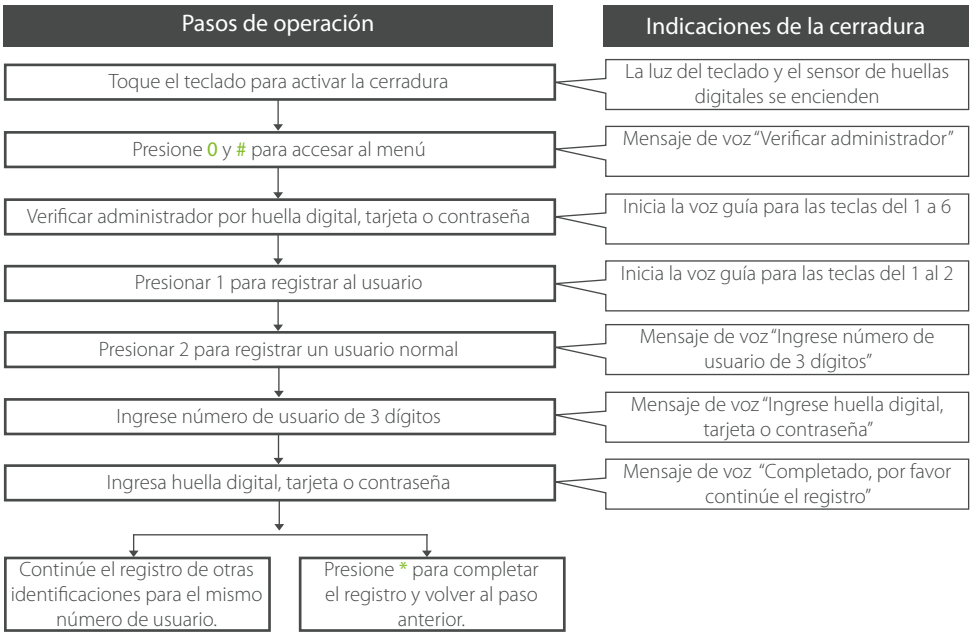 Pasos de operación
Indicaciones de la cerradura
Toque el teclado para activar la cerradura
La luz del teclado y el sensor de huellas
digitales se encienden
Presione 0 y # para accesar al menú
Mensaje de voz "Verificar administrador"
Verificar administrador por huella digital, tarjeta o contraseña
Inicia la voz guía para las teclas del 1 a 6
Presionar 1 para registrar al usuario
Inicia la voz guía para las teclas del 1 al 2
Presionar 2 para registrar un usuario normal
Mensaje de voz "Ingrese número de
usuario de 3 dígitos"
Ingrese número de usuario de 3 dígitos
Mensaje de voz "Ingrese huella digital,
tarjeta o contraseña"
Ingresa huella digital, tarjeta o contraseña
Mensaje de voz "Completado, por favor
continúe el registro"
Continúe el registro de otras
identificaciones para el mismo
número de usuario.
Presione * para completar
el registro y volver al paso
anterior.